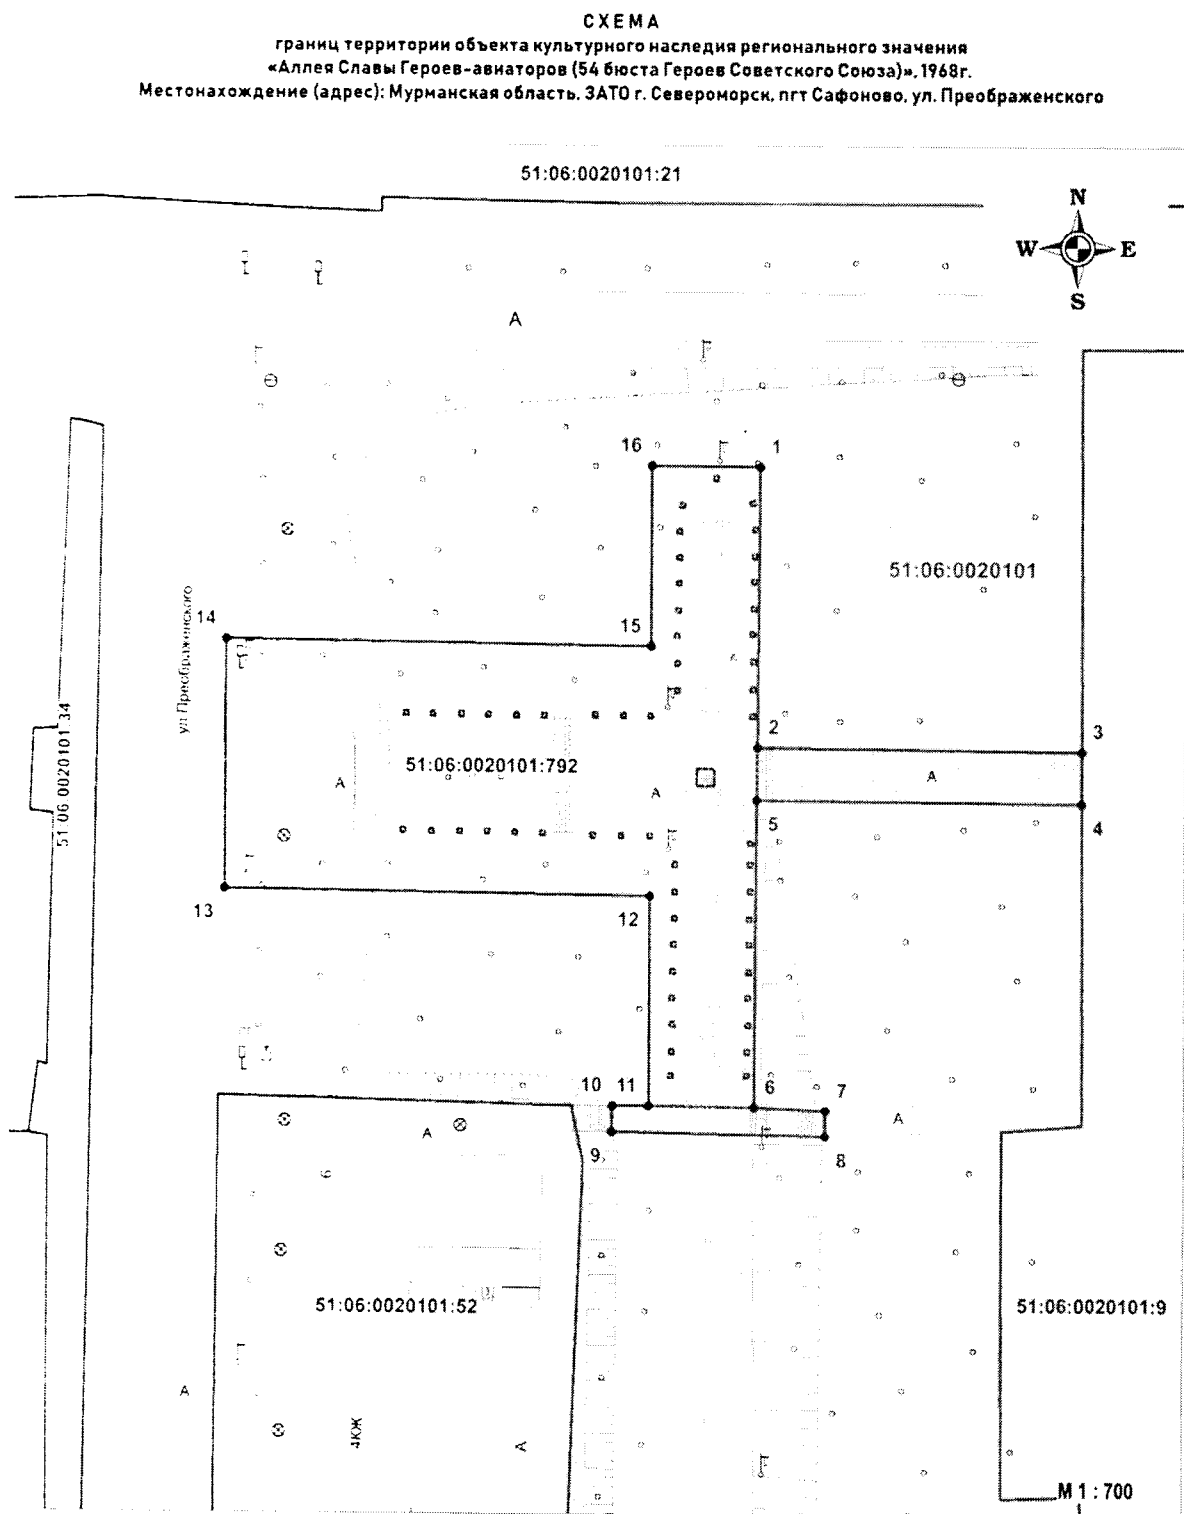 СХЕМА
границ территории объекта культурного наследия регионального значения
«Аллея Славы Героев-авиаторов (54 бюста Героев Советского Союза)», 1968г.
Местонахождение (адрес): Мурманская область, ЗАТО г. Североморск, пгт Сафоново, ул. Преображенского
51:06:0020101:21
N
W E
S
А
16
1
51:06:0020101
14
15
ул Преображенского
2
3
51:06:0020101:34
51:06:0020101:792
А
А
А
5
4
13
12
10
11
6
7
А
А
9
8
6
51:06:0020101:52
51:06:0020101:9
А
4КЖ
А
М 1 : 700